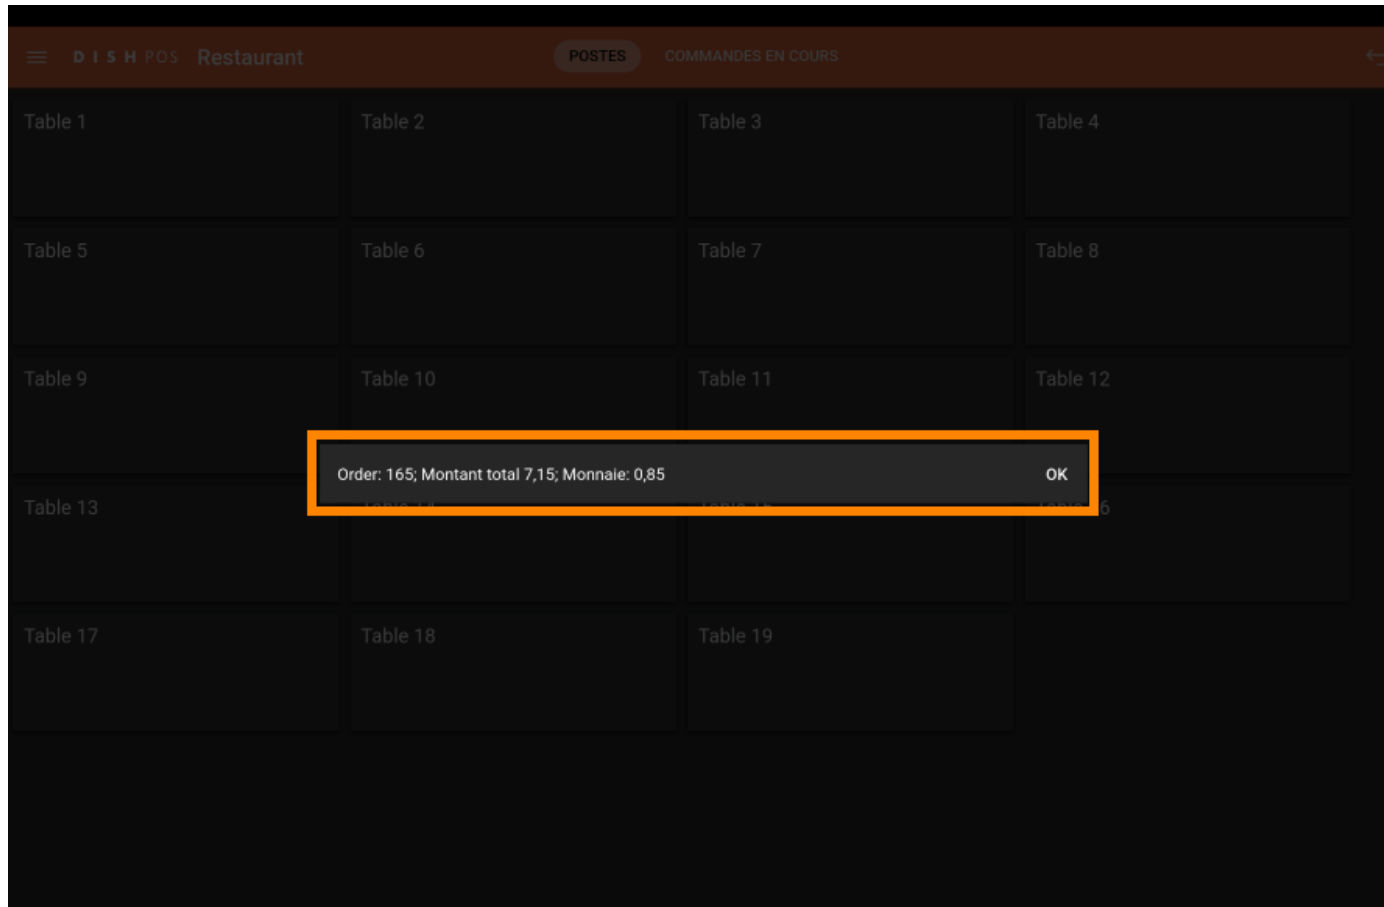 DISH POS Restaurant POSTES COMMANDES EN COURS
Table 1 Table 2 Table 3 Table 4
Table 5 Table 6 Table 7 Table 8
Table 9 Table 10 Table 11 Table 12
Order: 165; Montant total 7,15; Monnaie: 0,85 OK
Table 13
Table 17 Table 18 Table 19